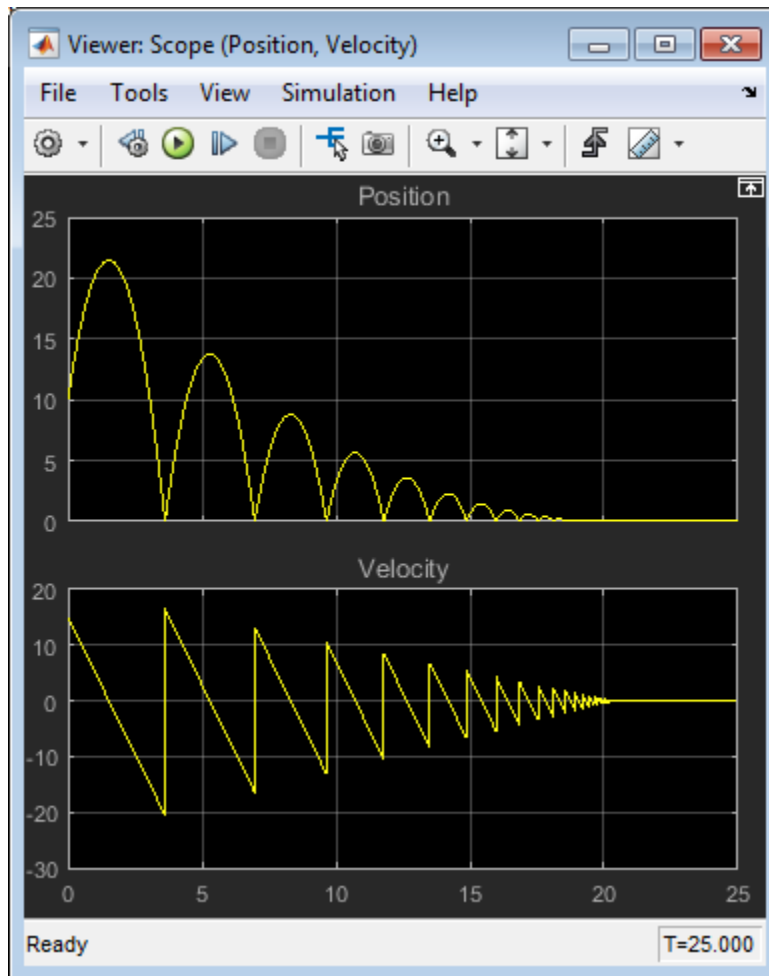 Viewer: Scope (Position, Velocity)
File Tools View Simulation Help
Position
25
20
15
10
5
0
Velocity
20
10
0
-10
-20
-30
0 5 10 15 20 25
Ready T=25.000